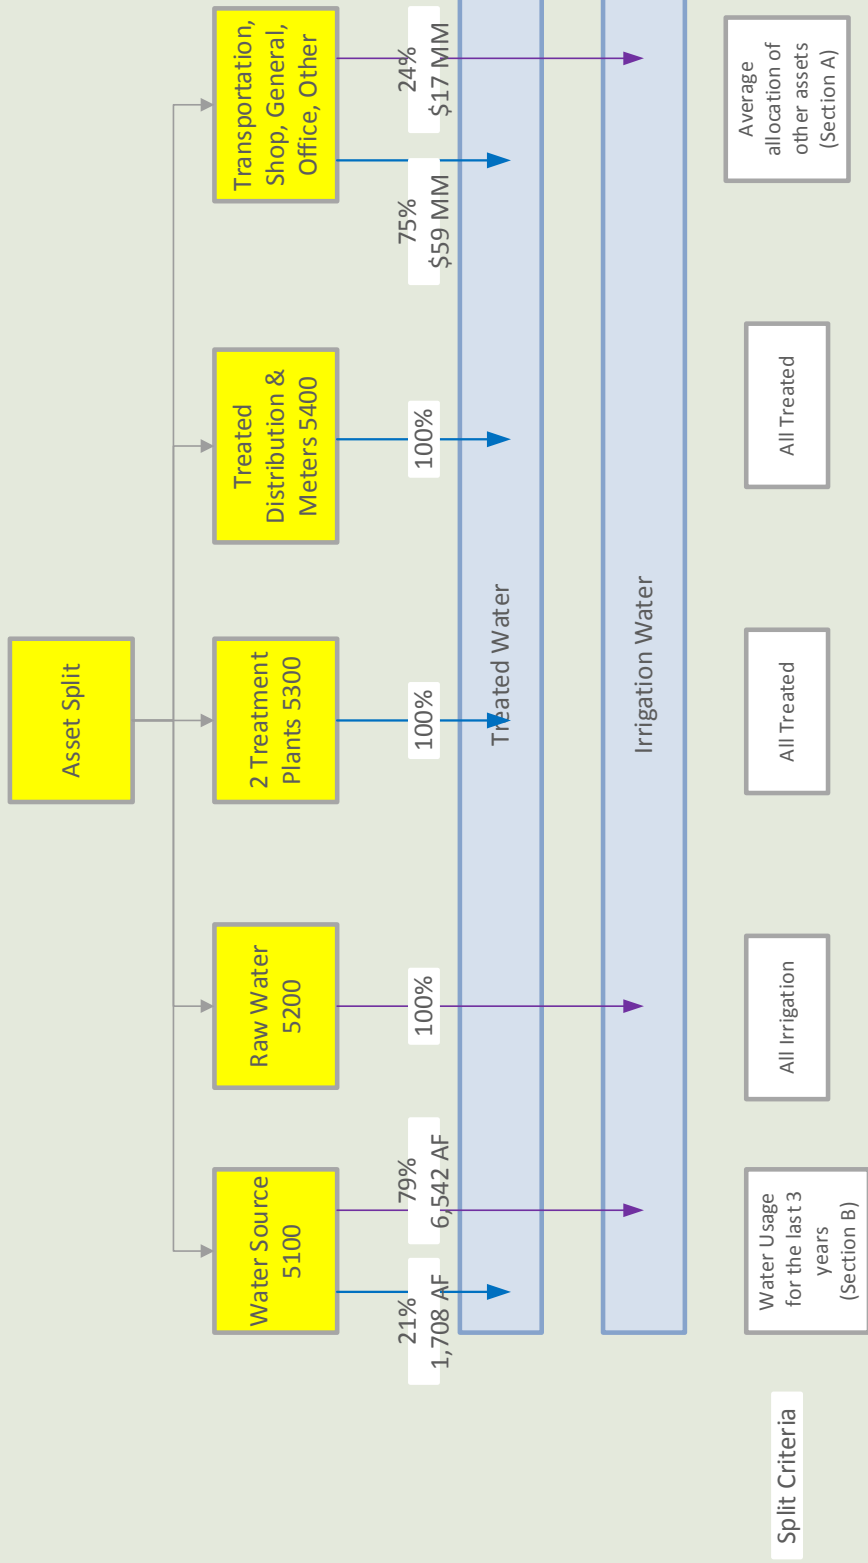 Asset Split
Water Source
5100
Raw Water
5200
2 Treatment
Plants 5300
Treated
Distribution &
Meters 5400
Transportation,
Shop, General,
Office, Other
21%
1,708 AF
79%
6,542 AF
100%
100%
100%
75%
$59 MM
24%
$17 MM
Treated Water
Irrigation Water
Split Criteria
Water Usage
for the last 3
years
(Section B)
All Irrigation
All Treated
All Treated
Average
allocation of
other assets
(Section A)